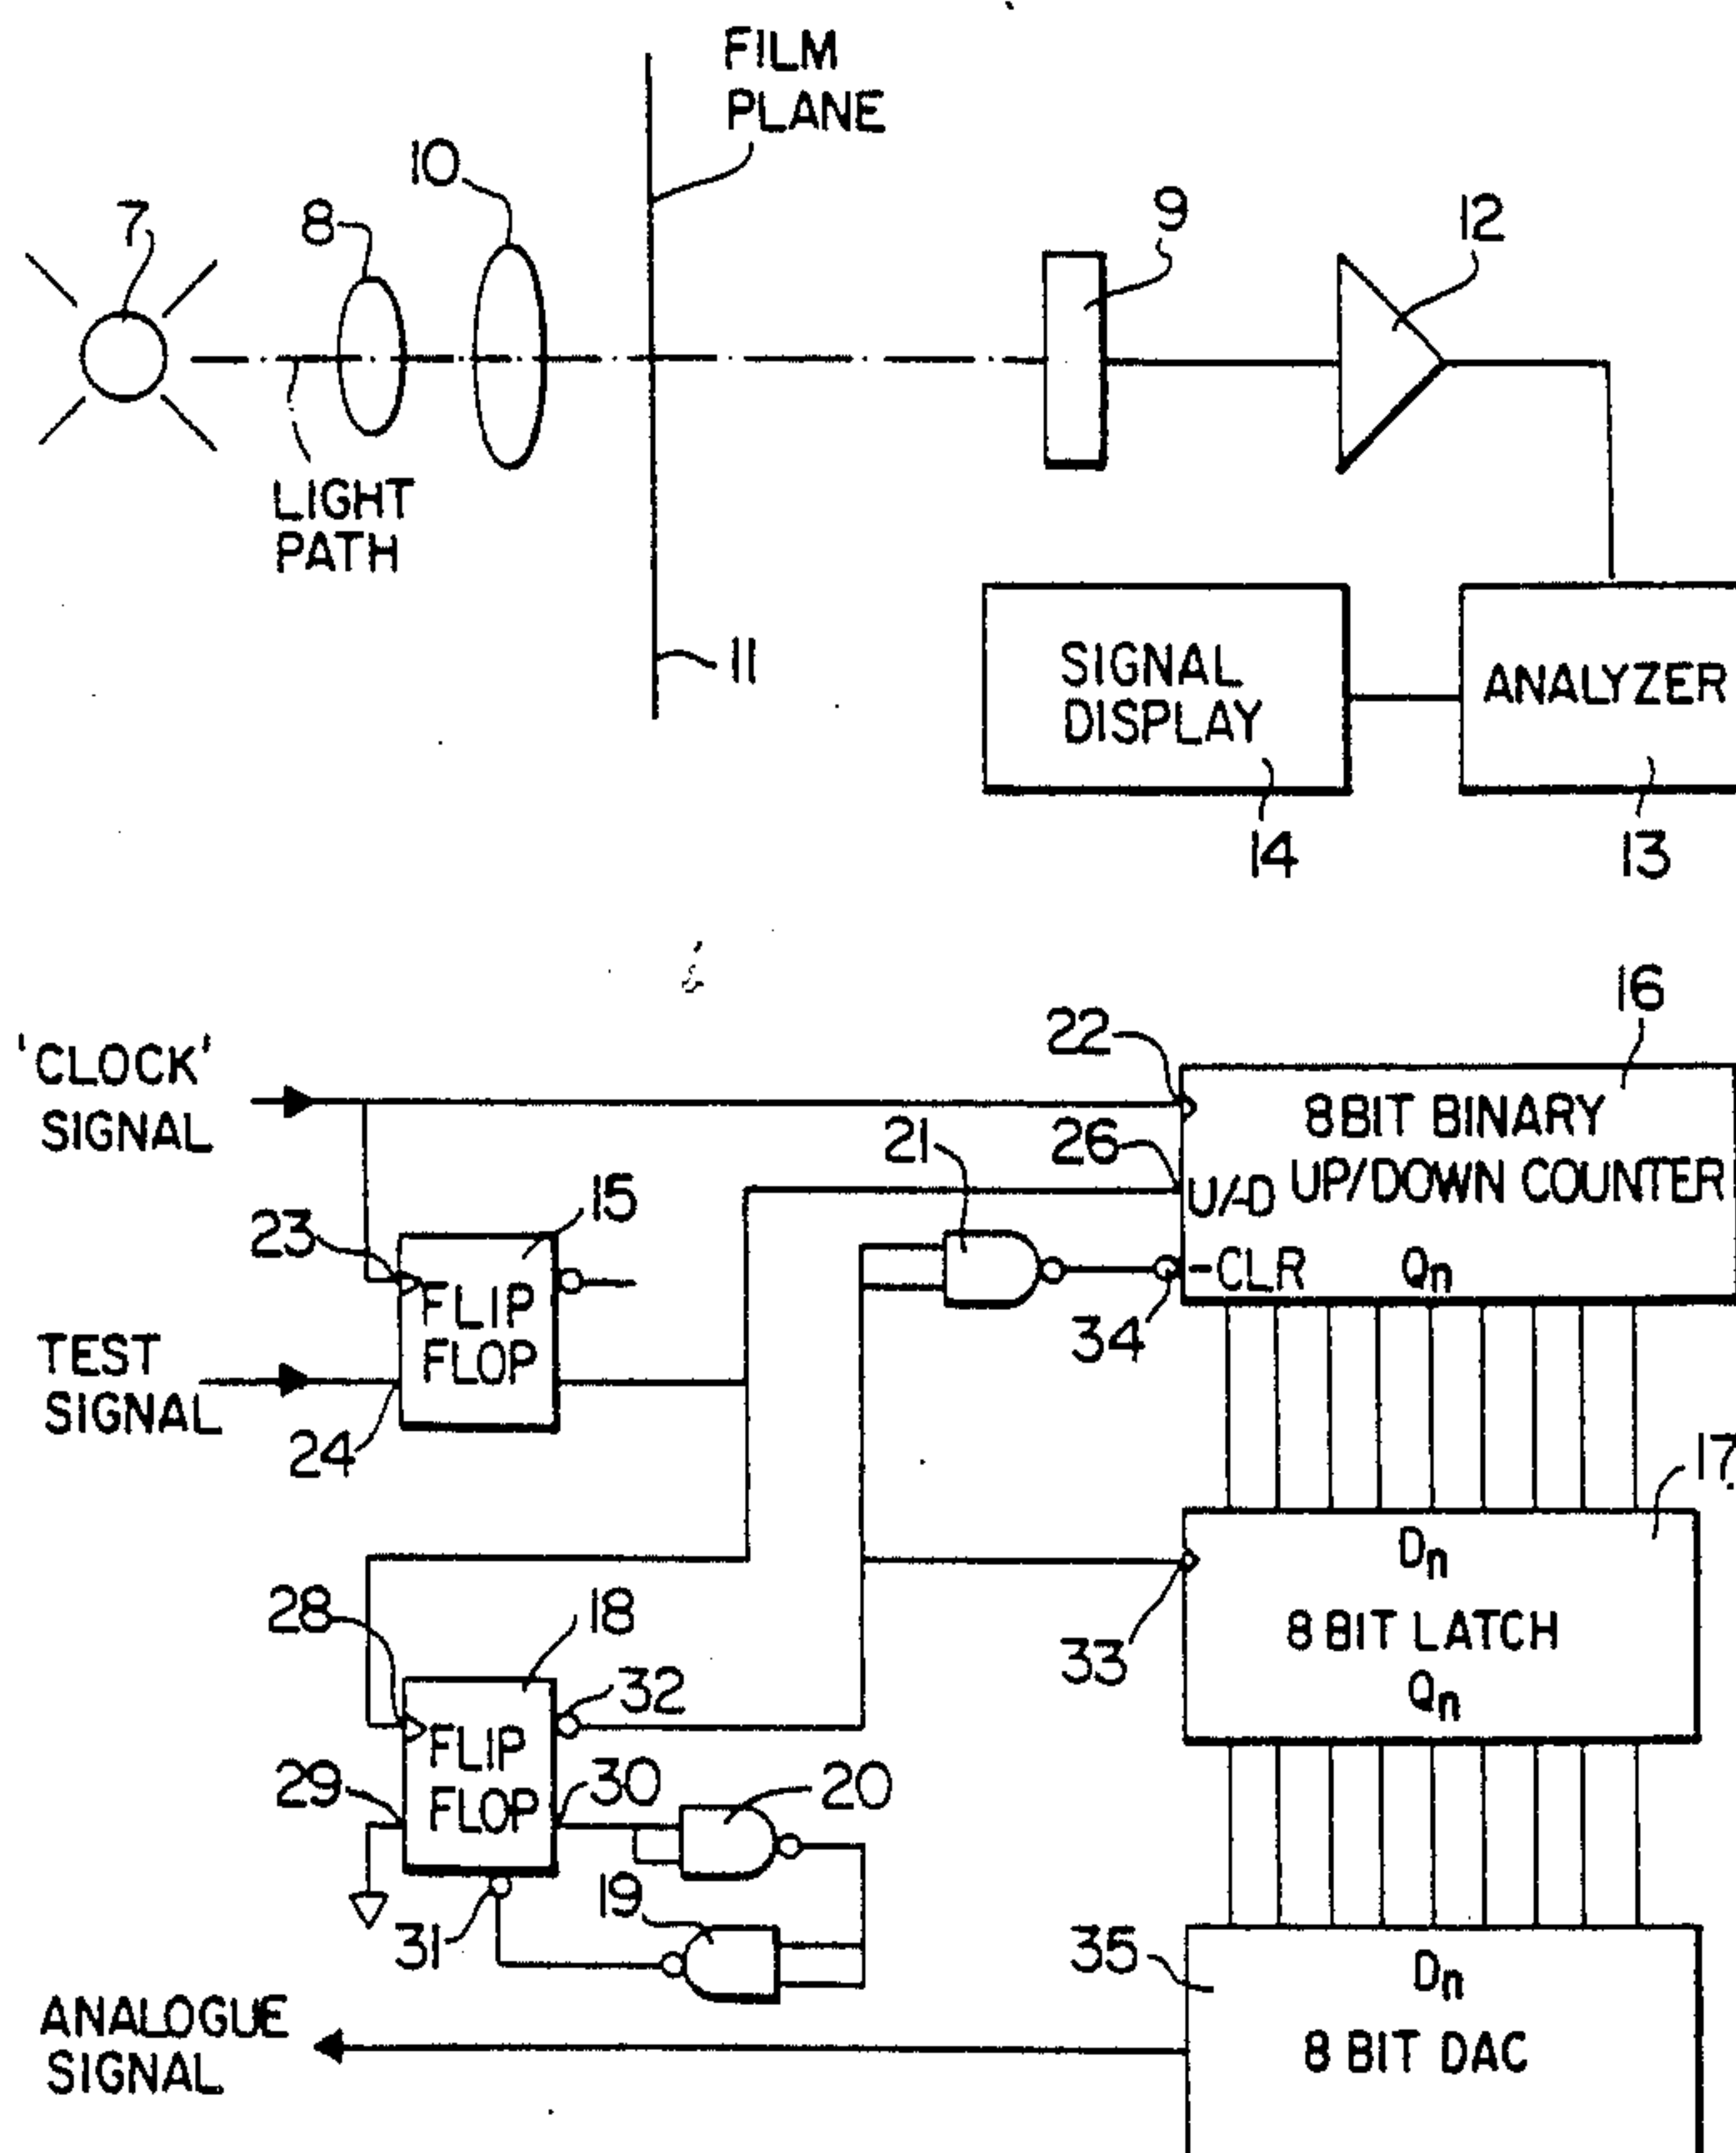 FILM
PLANE
10
7
8
9
12
LIGHT
PATH
11
SIGNAL
DISPLAY
ANALYZER
14
13
16
'CLOCK'
SIGNAL
22
8 BIT BINARY
21
26
U/-D UP/DOWN COUNTER
15
23
FLIP
FLOP
-CLR Qn
34
TEST
SIGNAL
24
17
Dn
28
18
8 BIT LATCH
33
32
Qn
FLIP
FLOP
29
30
20
19
31
35
Dn
ANALOGUE
SIGNAL
8 BIT DAC